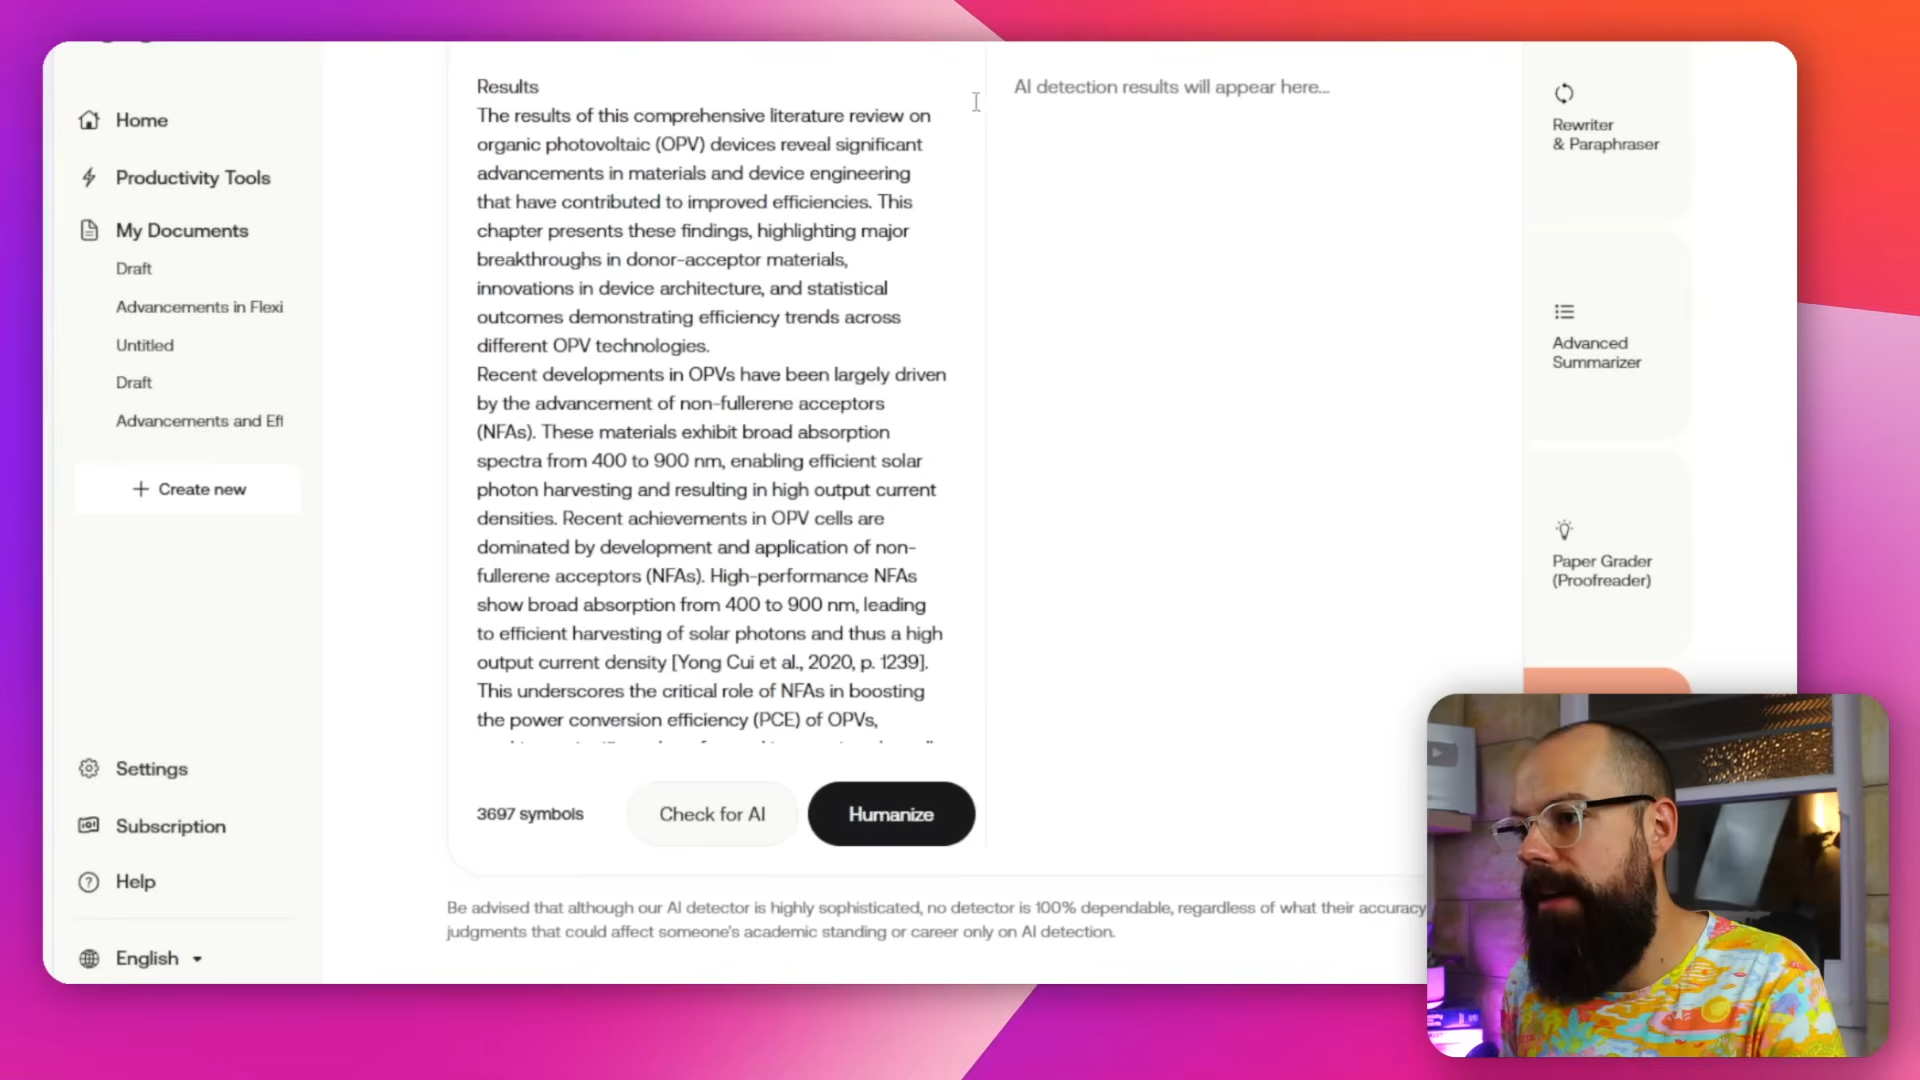 Home
Productivity Tools
My Documents
Draft
Advancements in Flexi
Untitled
Draft
Advancements and Efl
+ Create new
Settings
Subscription
Help
English
Results
The results of this comprehensive literature review on
organic photovoltaic (OPV) devices reveal significant
advancements in materials and device engineering
that have contributed to improved efficiencies. This
chapter presents these findings, highlighting major
breakthroughs in donor-acceptor materials,
innovations in device architecture, and statistical
outcomes demonstrating efficiency trends across
different OPV technologies.
Recent developments in OPVs have been largely driven
by the advancement of non-fullerene acceptors
(NFAs). These materials exhibit broad absorption
spectra from 400 to 900 nm, enabling efficient solar
photon harvesting and resulting in high output current
densities. Recent achievements in OPV cells are
dominated by development and application of non-
fullerene acceptors (NFAs). High-performance NFAs
show broad absorption from 400 to 900 nm, leading
to efficient harvesting of solar photons and thus a high
output current density [Yong Cui et al., 2020, p. 1239].
This underscores the critical role of NFAs in boosting
the power conversion efficiency (PCE) of OPVs,
3697 symbols
Check for AI
Humanize
AI detection results will appear here...
Rewriter
& Paraphraser
Advanced
Summarizer
Paper Grader
(Proofreader)
Be advised that although our AI detector is highly sophisticated, no detector is 100% dependable, regardless of what their accuracy
judgments that could affect someone's academic standing or career only on AI detection.